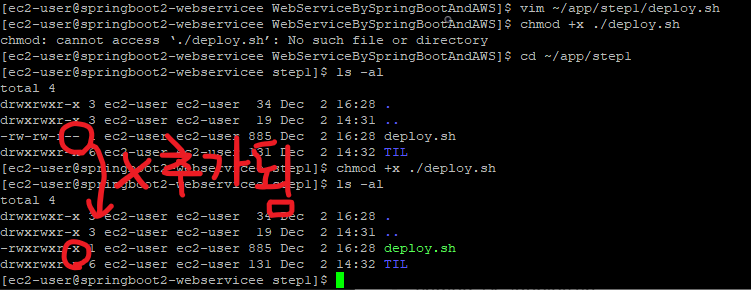 [ec2-user@springboot2-webservicee WebServiceBySpringBootAndAWS]$ vim ~/app/step1/deploy.sh
[ec2-user@springboot2-webservicee WebServiceBySpringBootAndAWS]$ chmod +x ./deploy.sh
chmod: cannot access ‘./deploy.sh’: No such file or directory
[ec2-user@springboot2-webservicee WebServiceBySpringBootAndAWS]$ cd ~/app/step1
[ec2-user@springboot2-webservicee step1]$ ls -al
total 4
drwxrwxr-x 3 ec2-user ec2-user  34 Dec  2 16:28 .
drwxrwxr-x 3 ec2-user ec2-user  19 Dec  2 14:31 ..
-rw-rw-r-- 1 ec2-user ec2-user 885 Dec  2 16:28 deploy.sh
drwxrwxr-x 6 ec2-user ec2-user 131 Dec  2 14:32 TIL
x 추가됨
[ec2-user@springboot2-webservicee step1]$ chmod +x ./deploy.sh
[ec2-user@springboot2-webservicee step1]$ ls -al
total 4
drwxrwxr-x 3 ec2-user ec2-user  34 Dec  2 16:28 .
drwxrwxr-x 3 ec2-user ec2-user  19 Dec  2 14:31 ..
-rwxrwxr-x 1 ec2-user ec2-user 885 Dec  2 16:28 deploy.sh
drwxrwxr-x 6 ec2-user ec2-user 131 Dec  2 14:32 TIL
[ec2-user@springboot2-webservicee step1]$